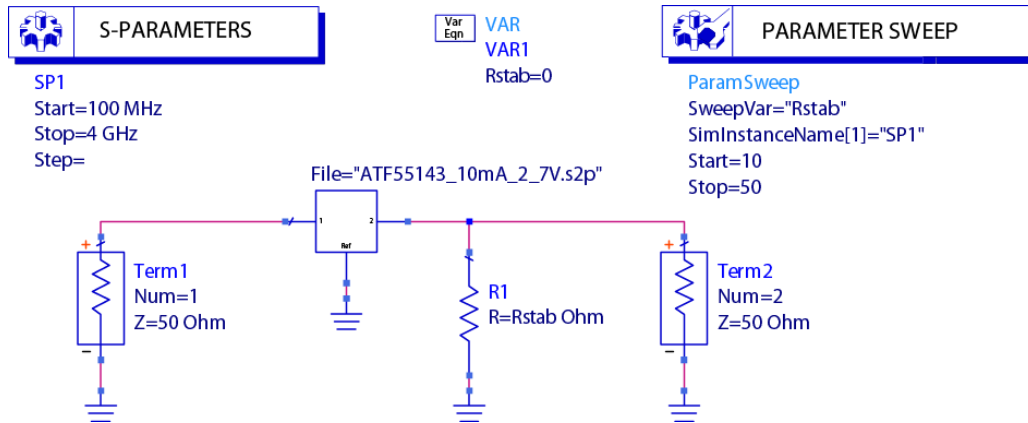 S-PARAMETERS
SP1
Start=100 MHz
Stop=4 GHz
Step=
Var
Eqn
VAR
VAR1
Rstab=0
PARAMETER SWEEP
ParamSweep
SweepVar="Rstab"
SimInstanceName[1]="SP1"
Start=10
Stop=50
File="ATF55143_10mA_2_7V.s2p"
1
2
Ref
+
Term1
Num=1
Z=50 Ohm
−
R1
R=Rstab Ohm
+
Term2
Num=2
Z=50 Ohm
−